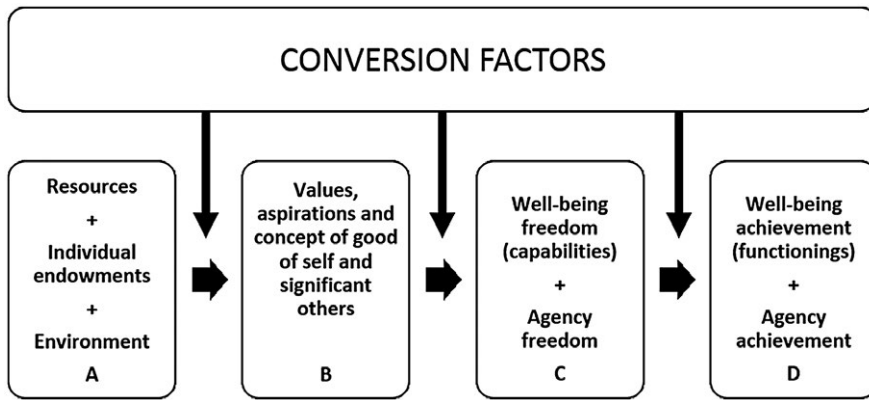 CONVERSION FACTORS
Resources
+
Individual
endowments
+
Environment
A
Values,
aspirations and
concept of good
of self and
significant
others
B
Well-being
freedom
(capabilities)
+
Agency
freedom
C
Well-being
achievement
(functionings)
+
Agency
achievement
D